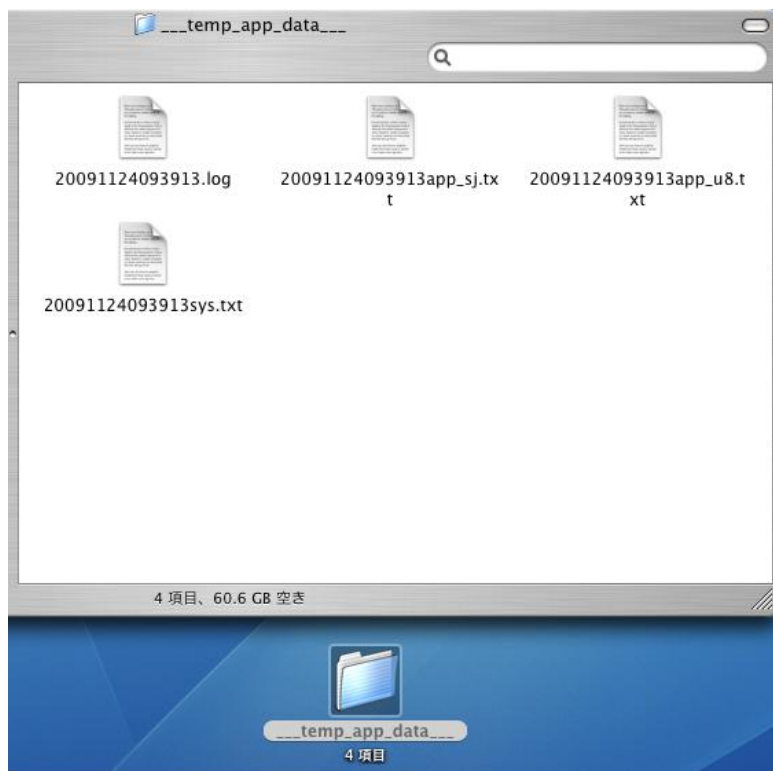 ___temp_app_data___
20091124093913.log
20091124093913app_sj.tx
t
20091124093913app_u8.t
xt
20091124093913sys.txt
4 項目、60.6 GB 空き
___temp_app_data___
4 項目